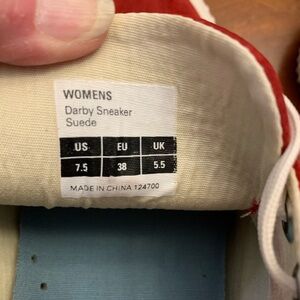 WOMENS
Darby Sneaker
Suede
US EU UK
7.5 38 5.5
MADE IN CHINA 124700